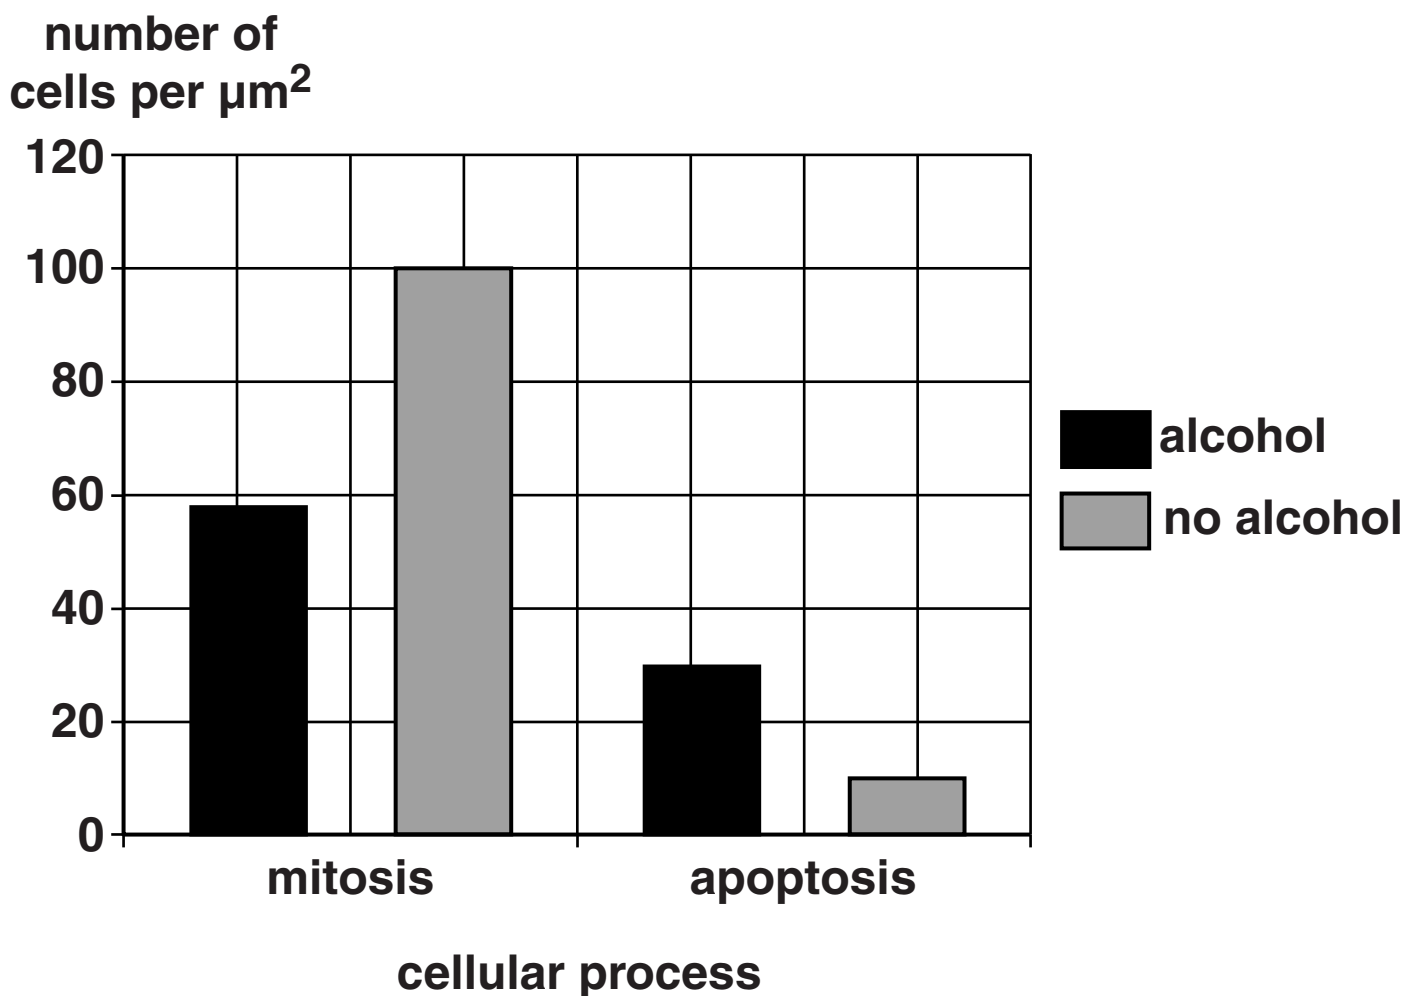 number of
cells per µm²
120
100
80
60
40
20
0
mitosis
apoptosis
cellular process
alcohol
no alcohol